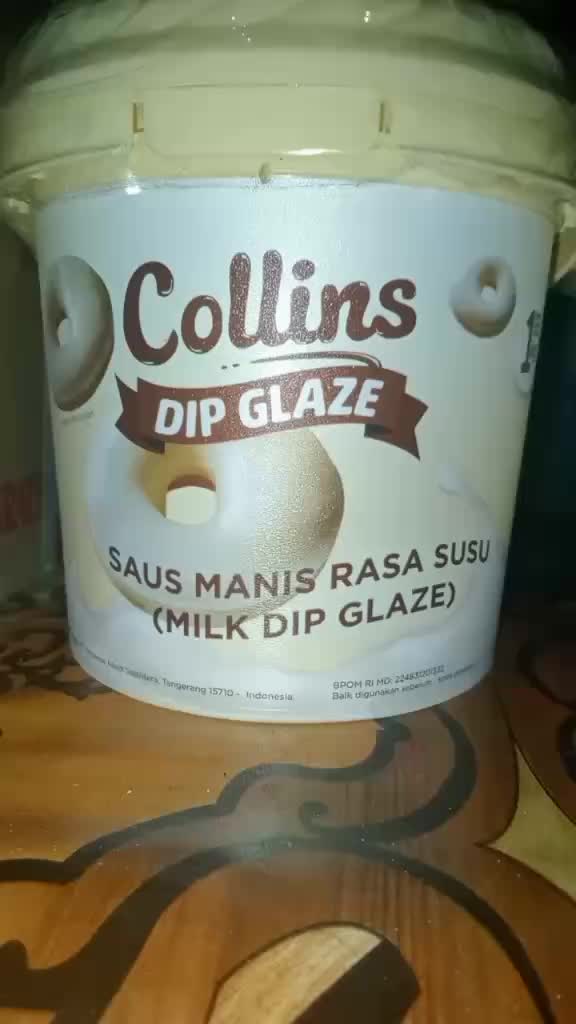 Collins
DIP GLAZE
SAUS MANIS RASA SUSU
(MILK DIP GLAZE)
Tangerang 15710 - Indonesia.
BPOM RI MD:
Baik digunakan sebelum: